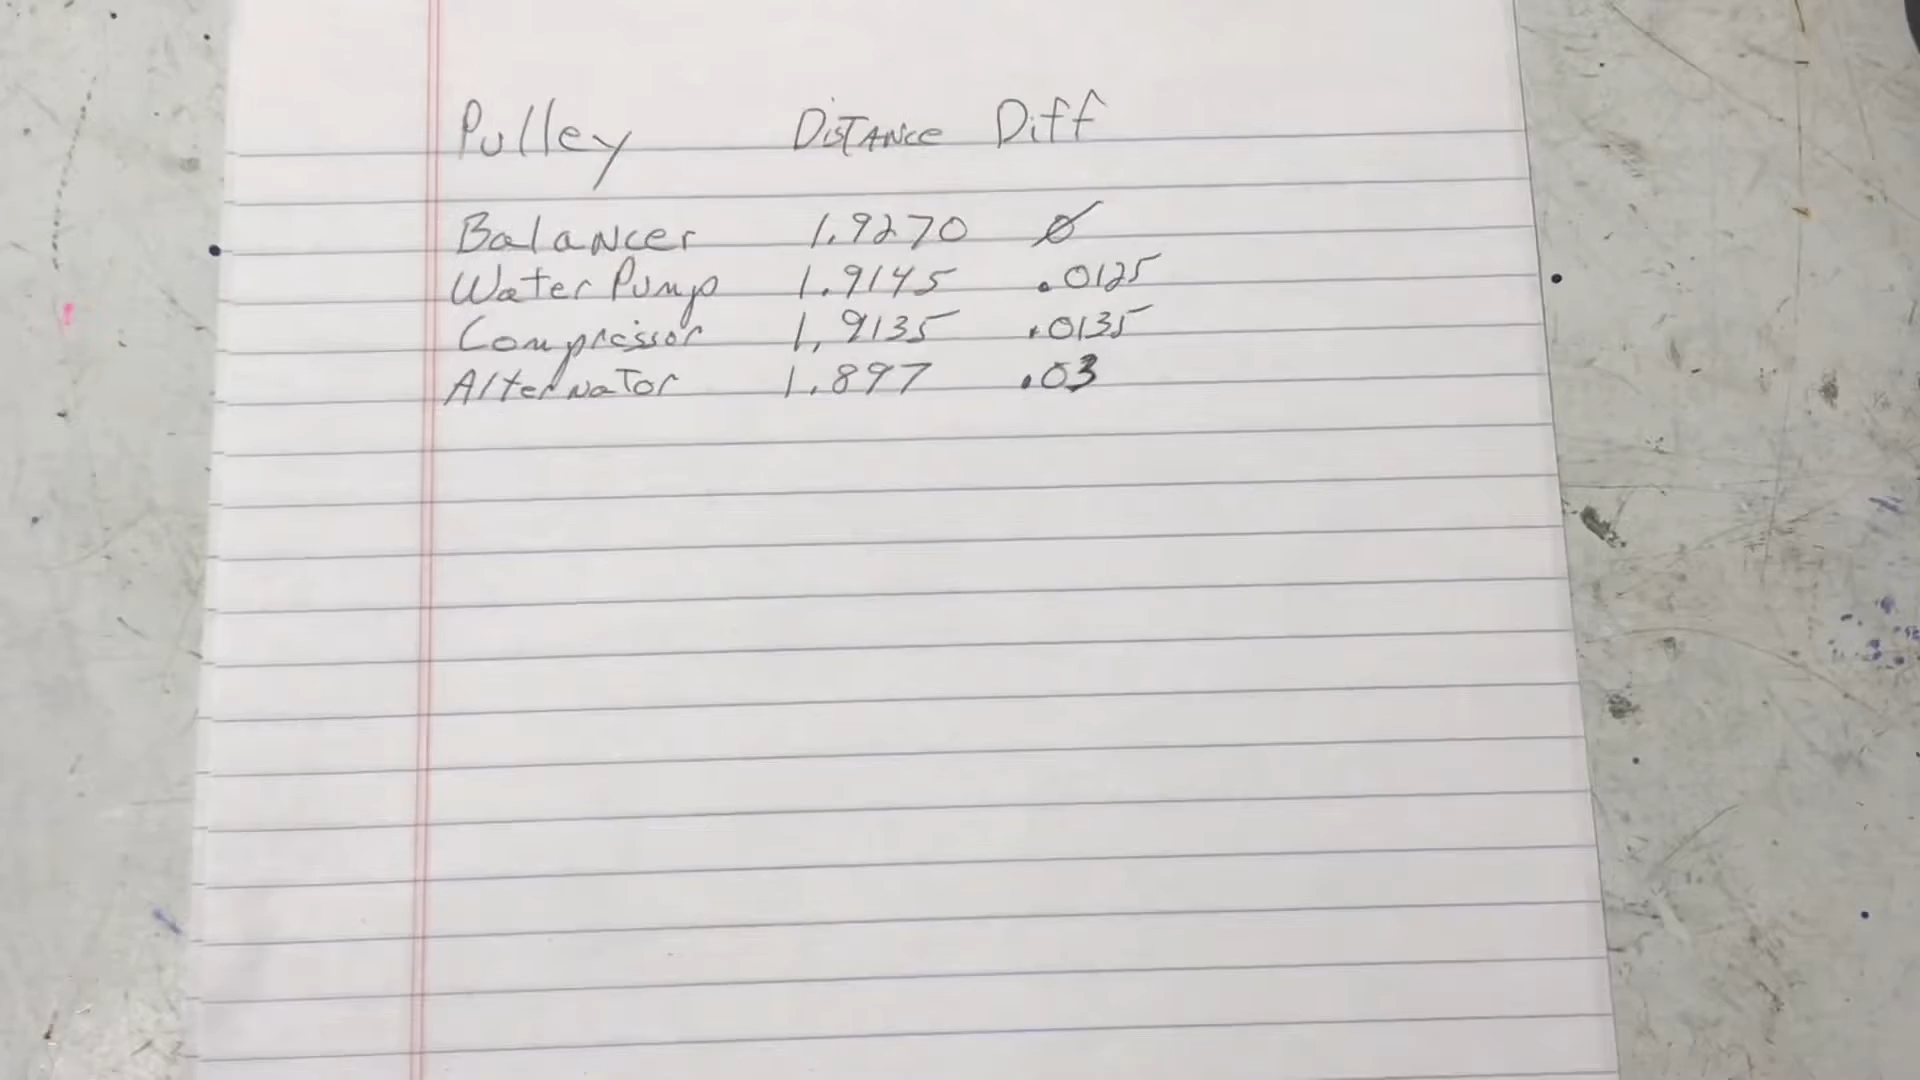 Pulley Distance Diff
Balancer 1.9270 0
Water Pump 1.9145 .0125
Compressor 1,9135 .0135
Alternator 1.897 .03